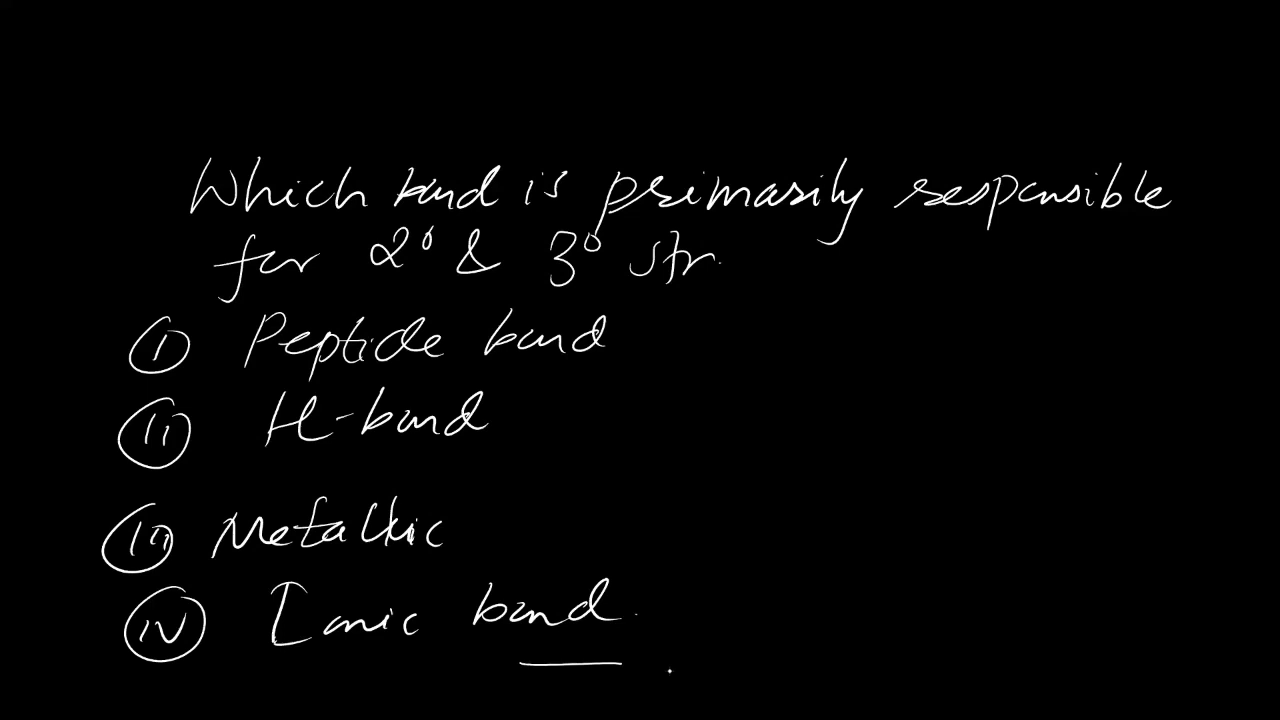 Which bond is primarily responsible
for 2° & 3° str.
(i) Peptide bond
(ii) H-bond
(iii) Metallic
(iv) Ionic bond.